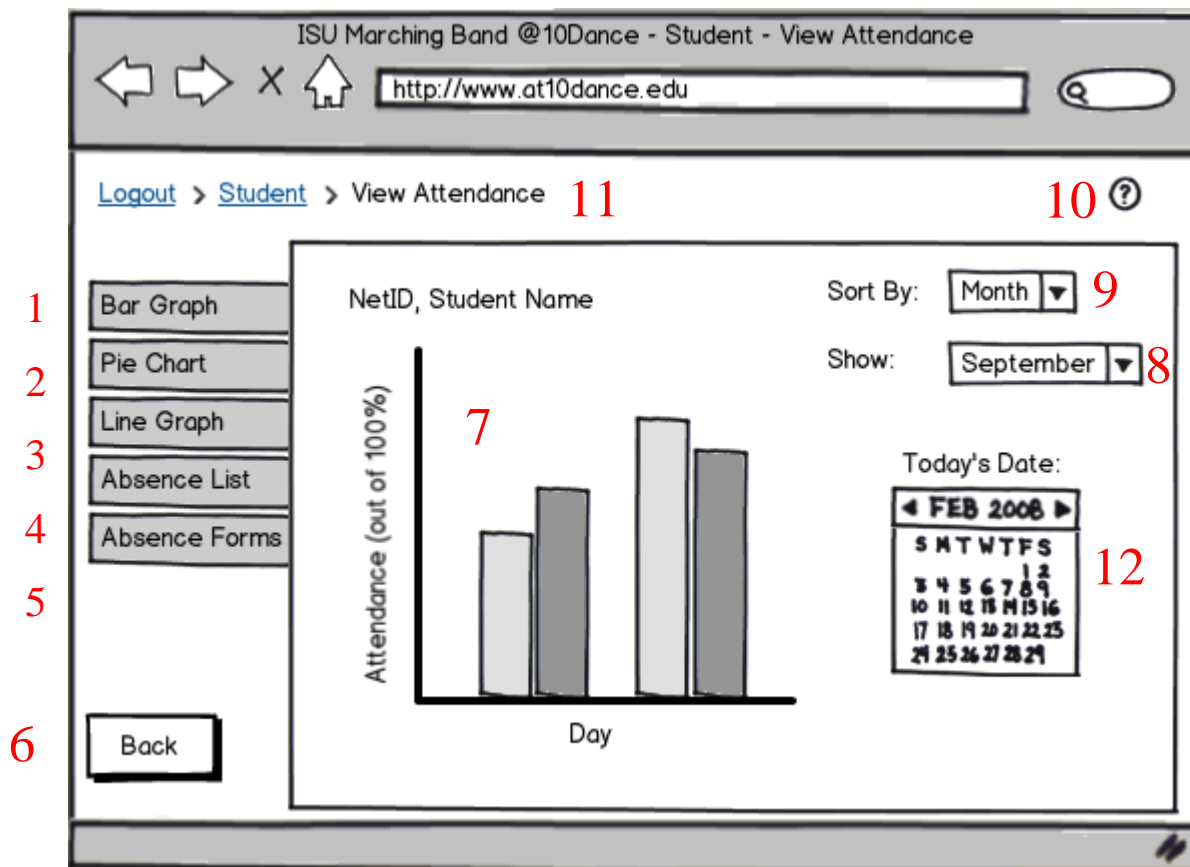 ISU Marching Band @10Dance - Student - View Attendance
http://www.at10dance.edu
Logout > Student > View Attendance 11
10 ?
1 Bar Graph
2 Pie Chart
3 Line Graph
4 Absence List
5 Absence Forms
6 Back
NetID, Student Name
Sort By: Month 9
Show: September 8
7
Attendance (out of 100%)
Day
Today's Date:
FEB 2008
S M T W T F S
1 2
3 4 5 6 7 8 9
10 11 12 13 14 15 16
17 18 19 20 21 22 23
24 25 26 27 28 29
12